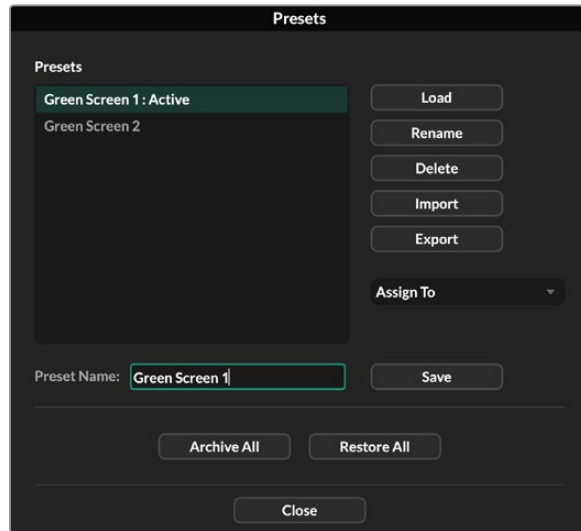 Presets
Presets
Green Screen 1 : Active
Green Screen 2
Load
Rename
Delete
Import
Export
Assign To
Preset Name: Green Screen 1
Save
Archive All
Restore All
Close